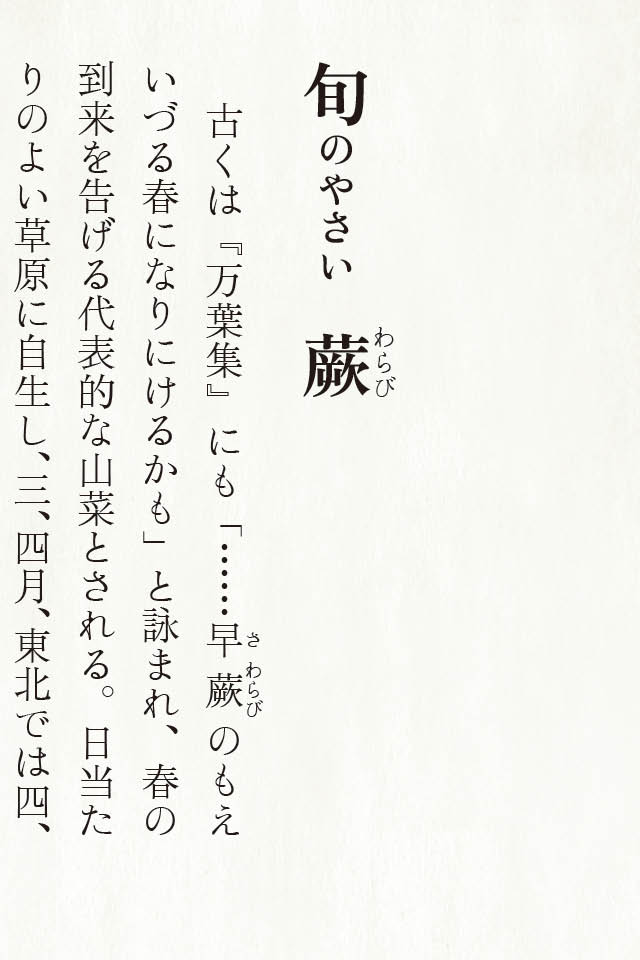 旬のやさい　蕨
わらび
古くは『万葉集』にも「……早蕨のもえ
さわらび
いづる春になりにけるかも」と詠まれ、春の
到来を告げる代表的な山菜とされる。日当た
りのよい草原に自生し、三、四月、東北では四、